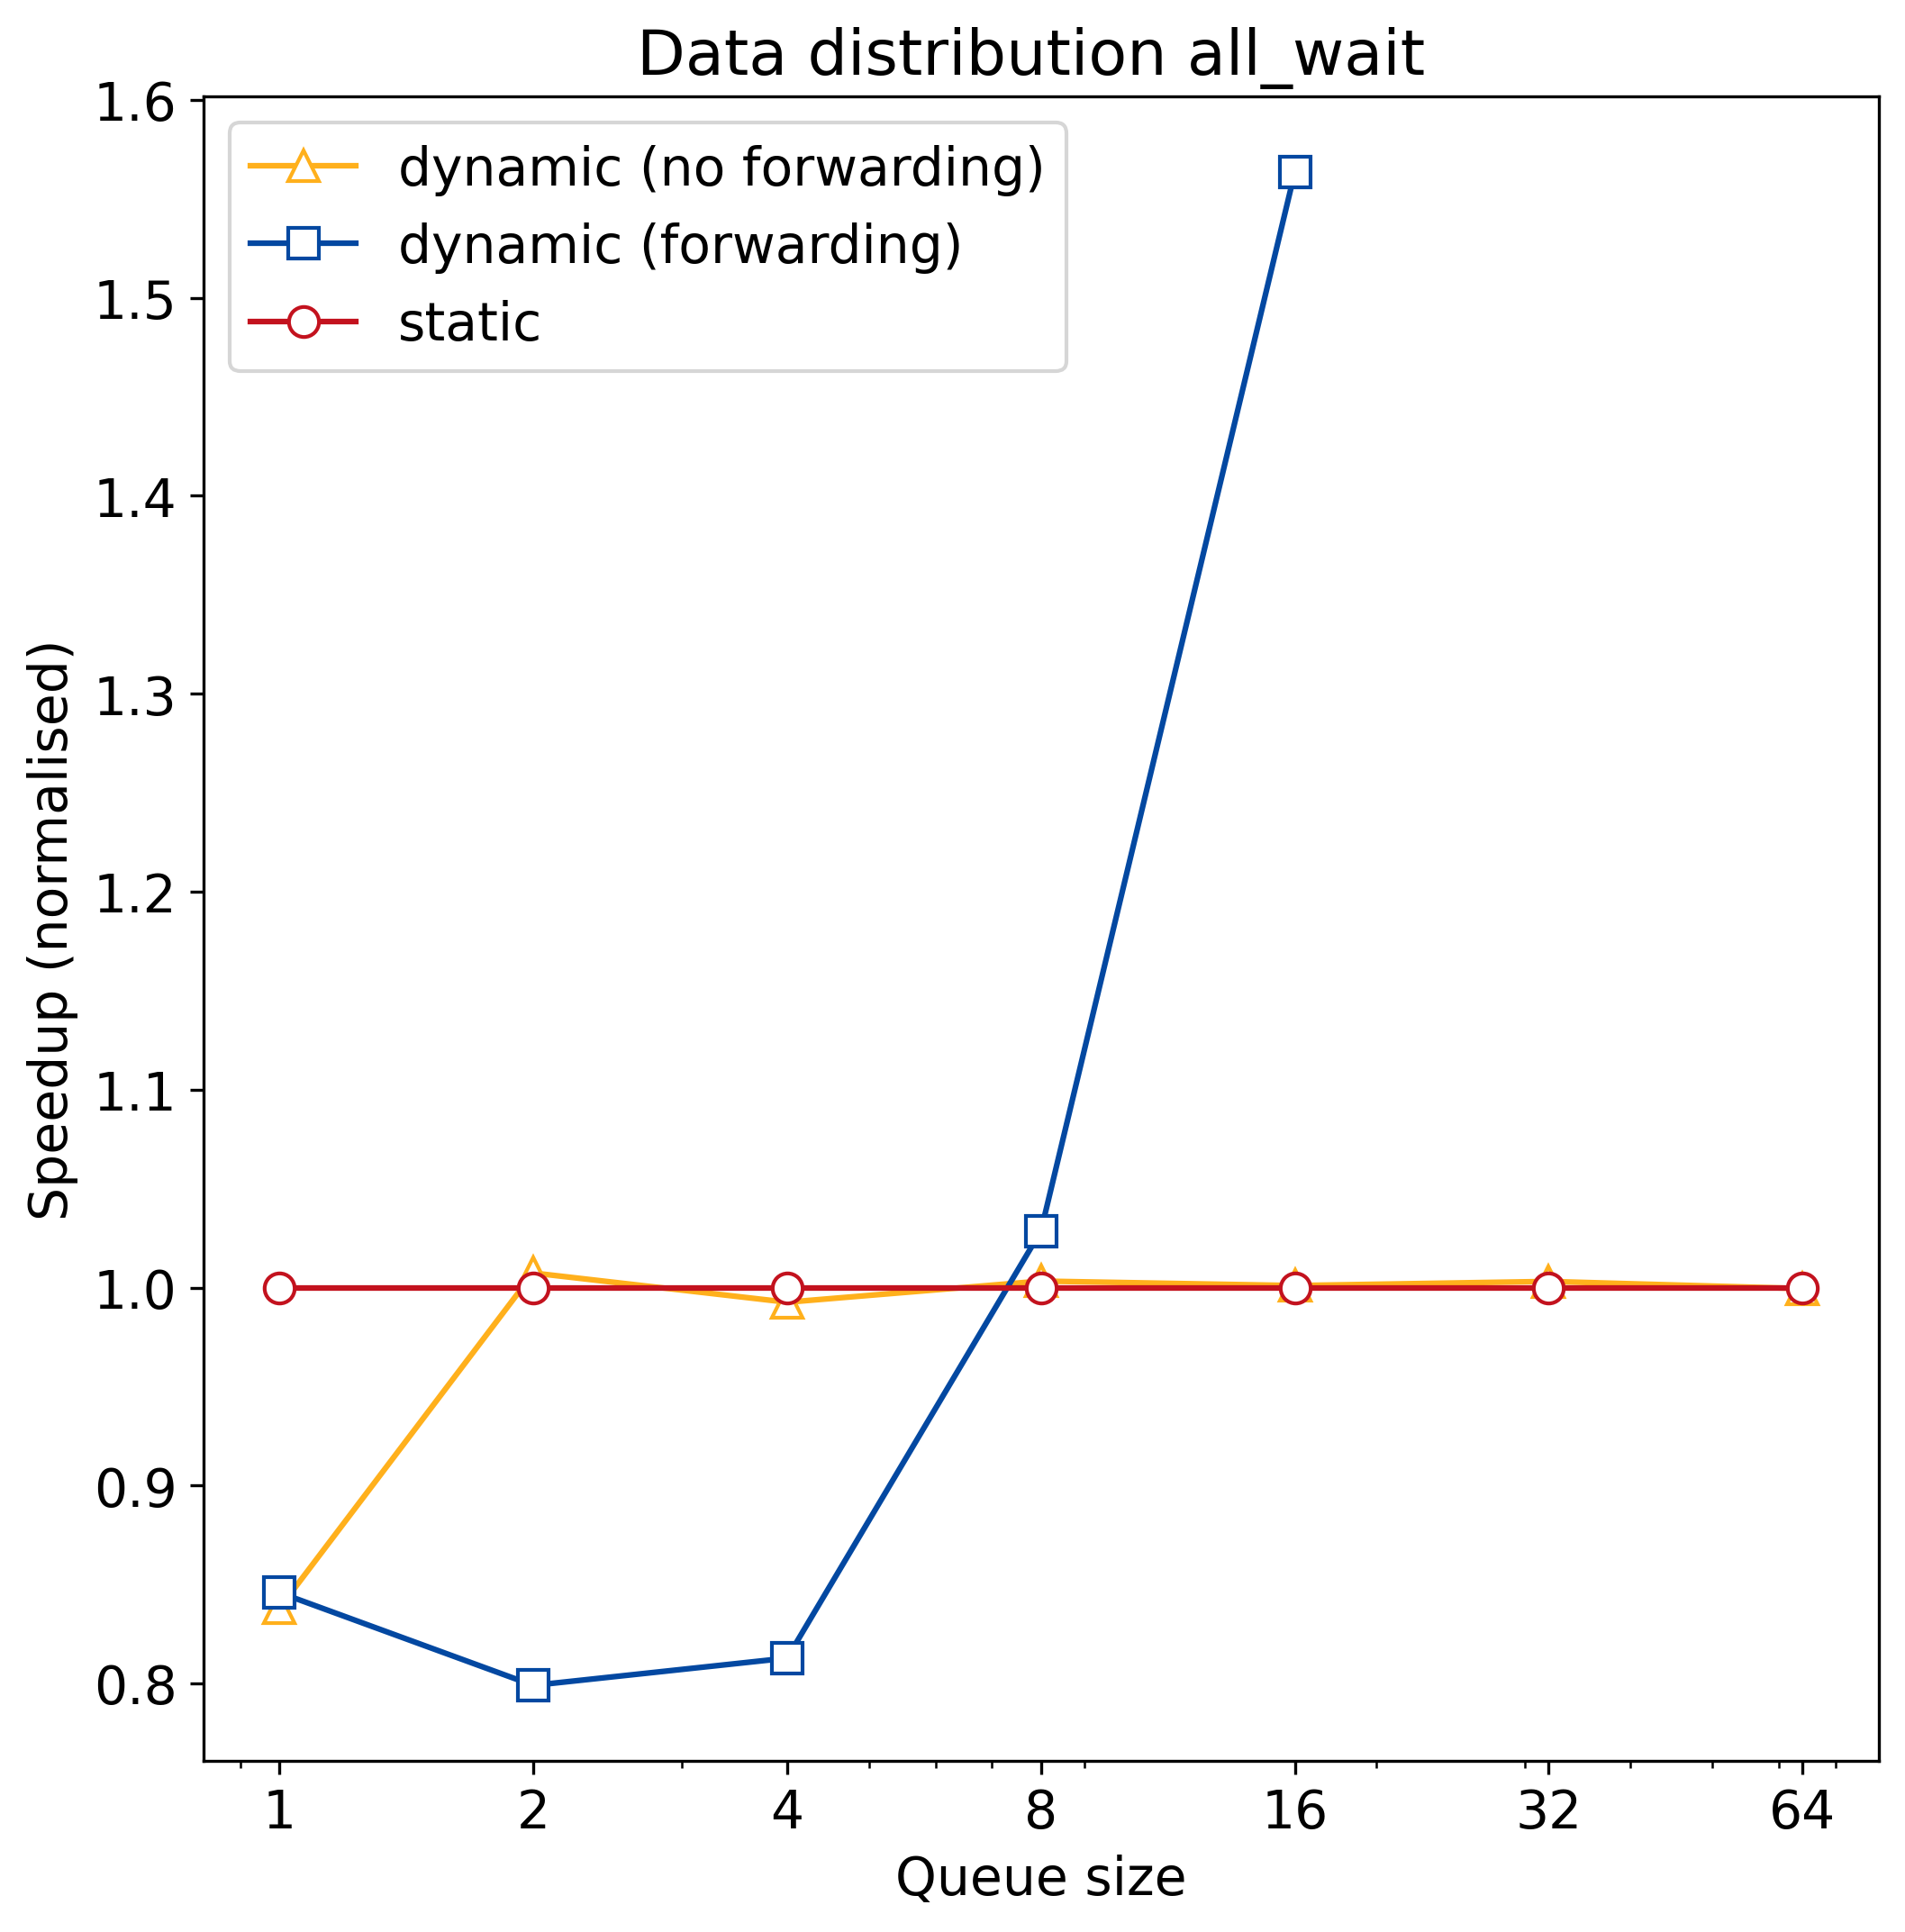 Data distribution all_wait
dynamic (no forwarding)
dynamic (forwarding)
static
Speedup (normalised)
1.6
1.5
1.4
1.3
1.2
1.1
1.0
0.9
0.8
1 2 4 8 16 32 64
Queue size